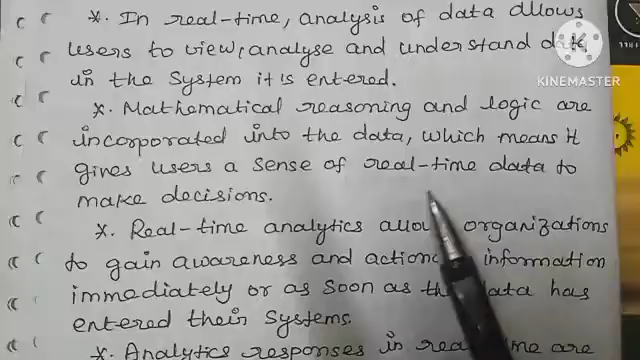 *. In real-time, analysis of data allows
users to view, analyse and understand
in the System it is entered.
*. Mathematical reasoning and logic are
incorporated into the data, which means it
gives users a sense of real-time data to
make decisions.
*. Real-time analytics allow organizations
to gain awareness and action information
immediately or as soon as the data has
entered their systems.
*. Analytics responses in real time are
K
KINEMASTER